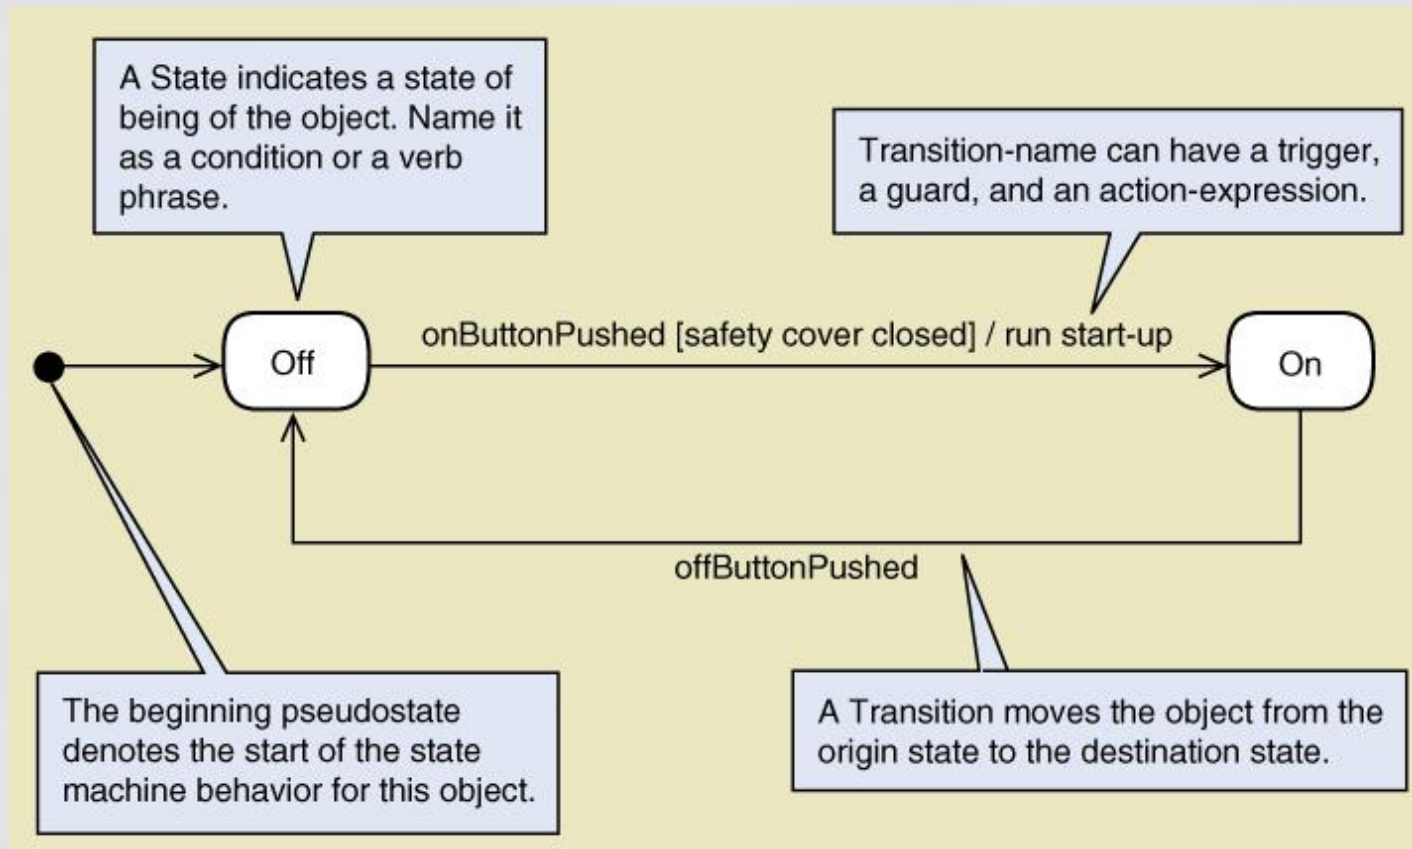 A State indicates a state of
being of the object. Name it
as a condition or a verb
phrase.
Transition-name can have a trigger,
a guard, and an action-expression.
onButtonPushed [safety cover closed] / run start-up
Off
On
offButtonPushed
The beginning pseudostate
denotes the start of the state
machine behavior for this object.
A Transition moves the object from the
origin state to the destination state.